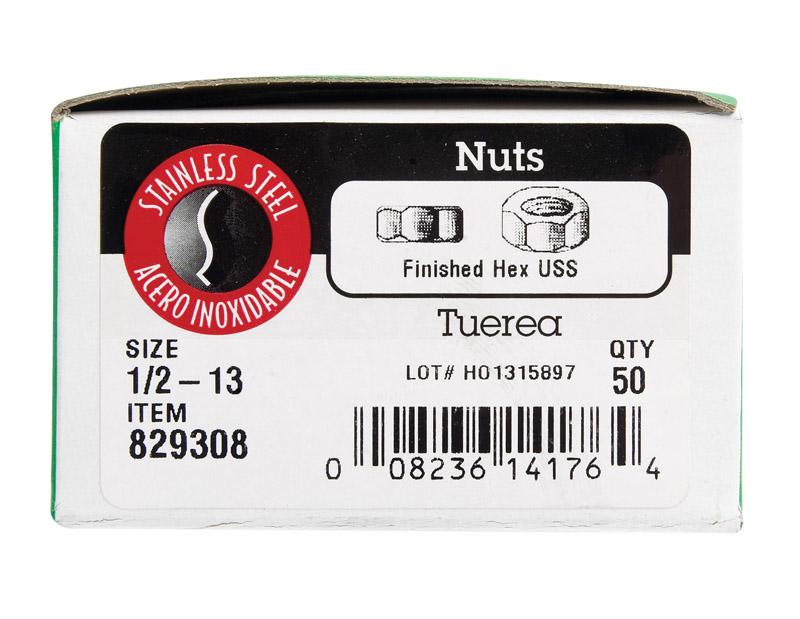 STAINLESS STEEL
ACERO INOXIDABLE
Nuts
Finished Hex USS
Tuerea
SIZE
1/2 – 13
ITEM
829308
LOT# H01315897
QTY
50
0 08236 14176 4